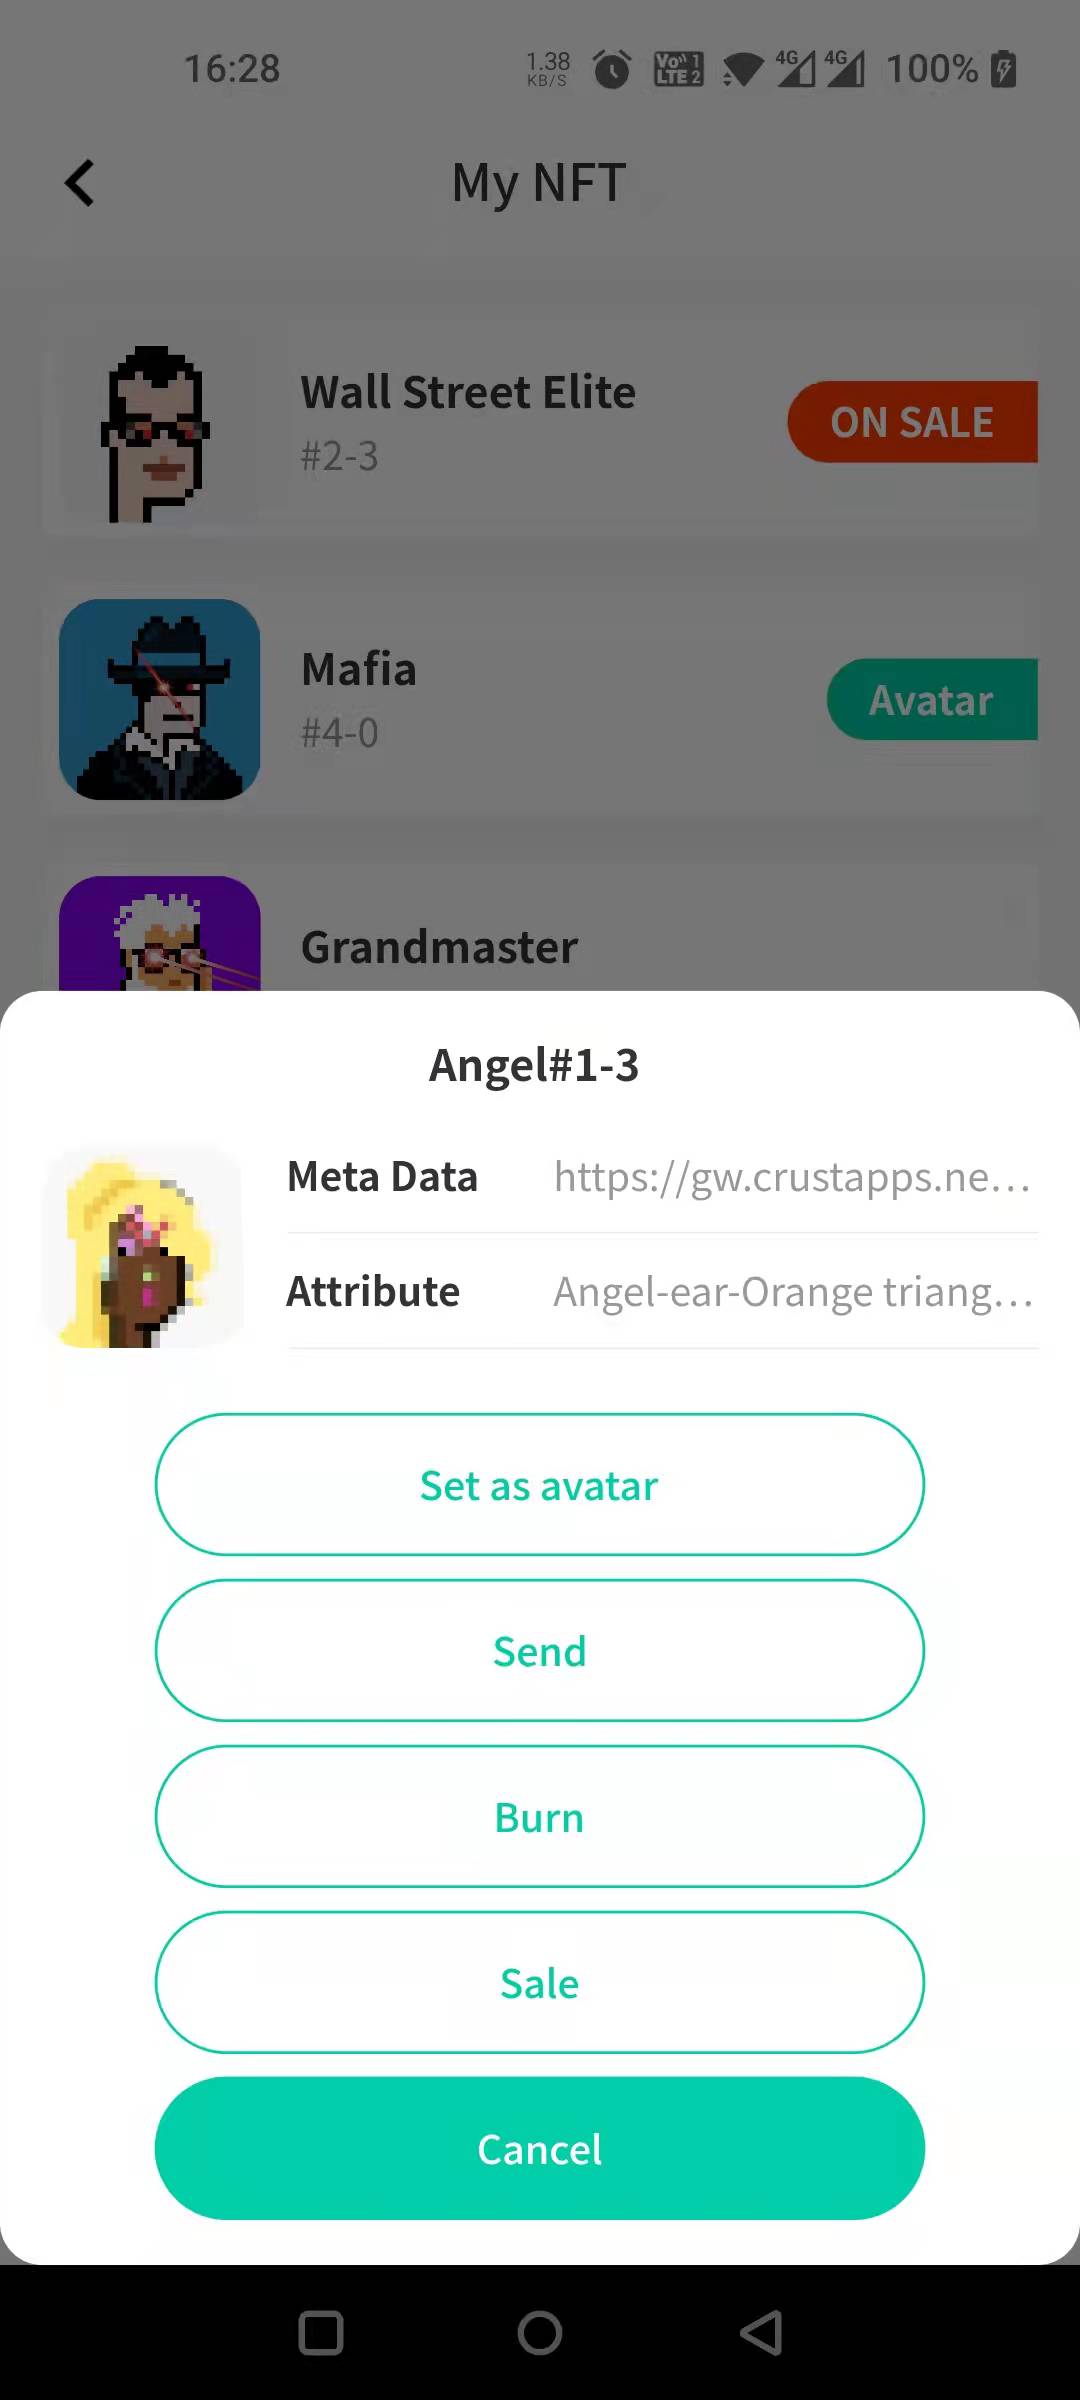 16:28
1.38
KB/S
Vo)) 1
LTE 2
4G
4G
100%
My NFT
Wall Street Elite
#2-3
ON SALE
Mafia
#4-0
Avatar
Grandmaster
Angel#1-3
Meta Data
https://gw.crustapps.ne...
Attribute
Angel-ear-Orange triang...
Set as avatar
Send
Burn
Sale
Cancel